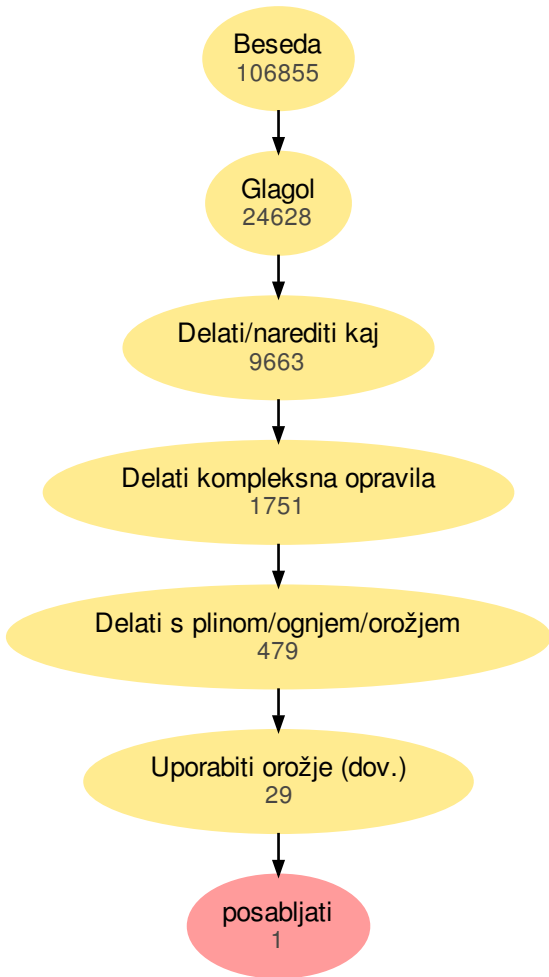 Beseda
106855
Glagol
24628
Delati/narediti kaj
9663
Delati kompleksna opravila
1751
Delati s plinom/ognjem/orožjem
479
Uporabiti orožje (dov.)
29
posabljati
1